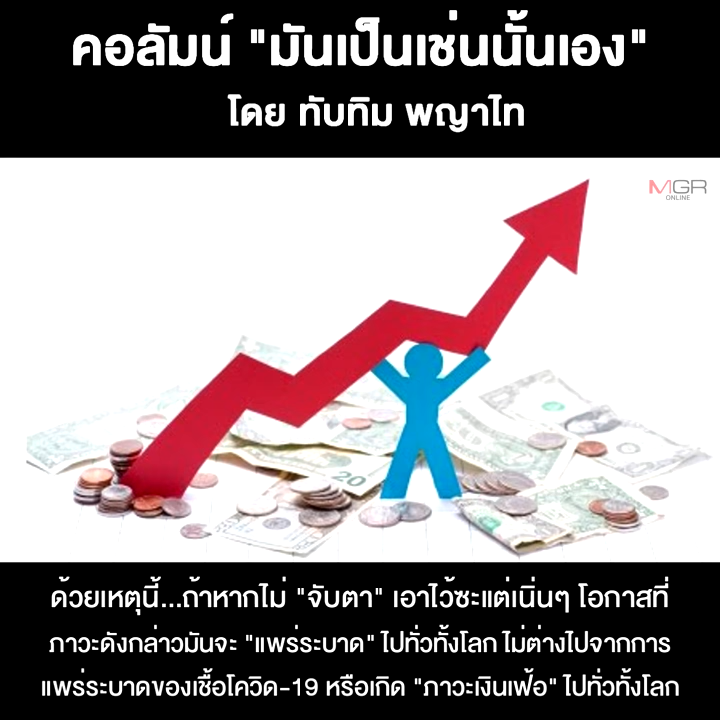 คอลัมน์ "มันเป็นเช่นนั้นเอง"
โดย ทับทิม พญาไท
MGR
ONLINE
20
ด้วยเหตุนี้...ถ้าหากไม่ "จับตา" เอาไว้ซะแต่เนิ่นๆ โอกาสที่
ภาวะดังกล่าวมันจะ "แพร่ระบาด" ไปทั่วทั้งโลก ไม่ต่างไปจากการ
แพร่ระบาดของเชื้อโควิด-19 หรือเกิด "ภาวะเงินเฟ้อ" ไปทั่วทั้งโลก